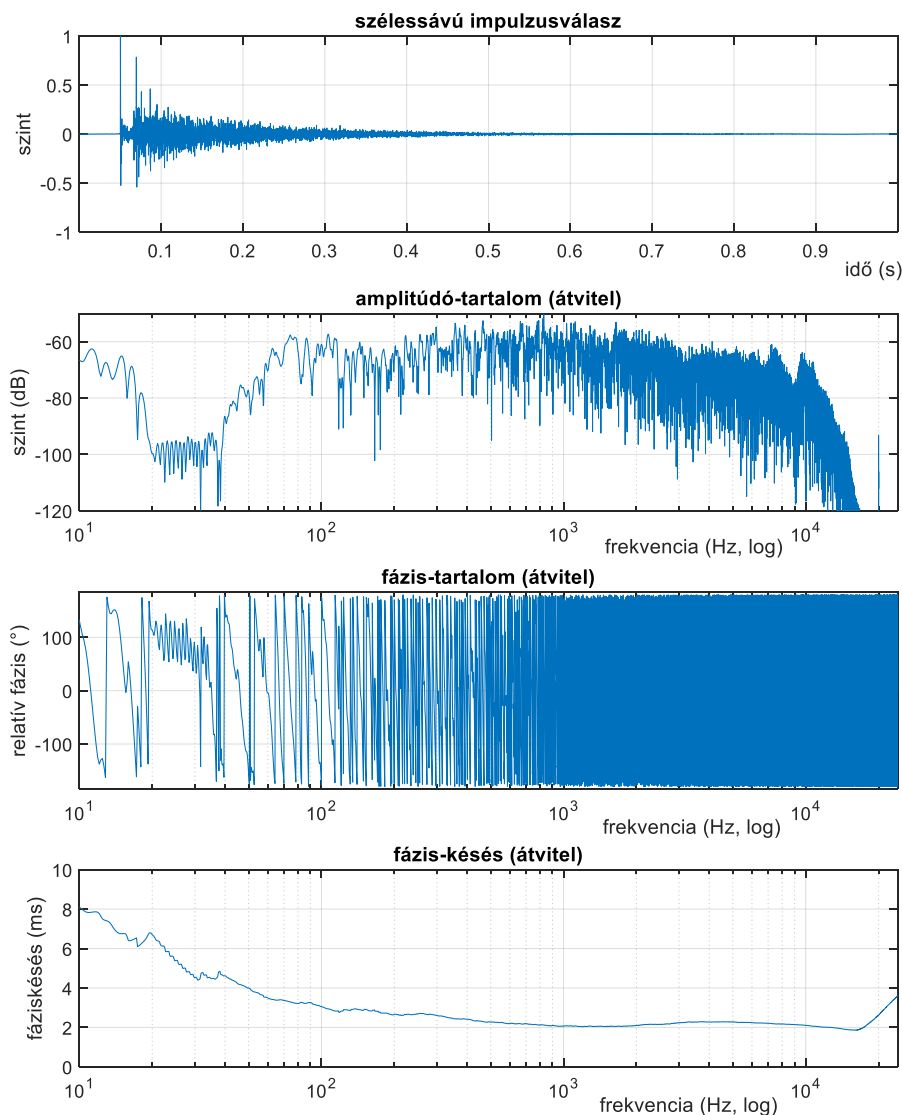 szélessávú impulzusválasz
1
0.5
0
-0.5
-1
szint
0.1 0.2 0.3 0.4 0.5 0.6 0.7 0.8 0.9
idő (s)
amplitúdó-tartalom (átvitel)
-60
-80
-100
-120
szint (dB)
10^1 10^2 10^3 10^4
frekvencia (Hz, log)
fázis-tartalom (átvitel)
100
0
-100
relatív fázis (°)
10^1 10^2 10^3 10^4
frekvencia (Hz, log)
fázis-késés (átvitel)
10
8
6
4
2
0
fáziskésés (ms)
10^1 10^2 10^3 10^4
frekvencia (Hz, log)